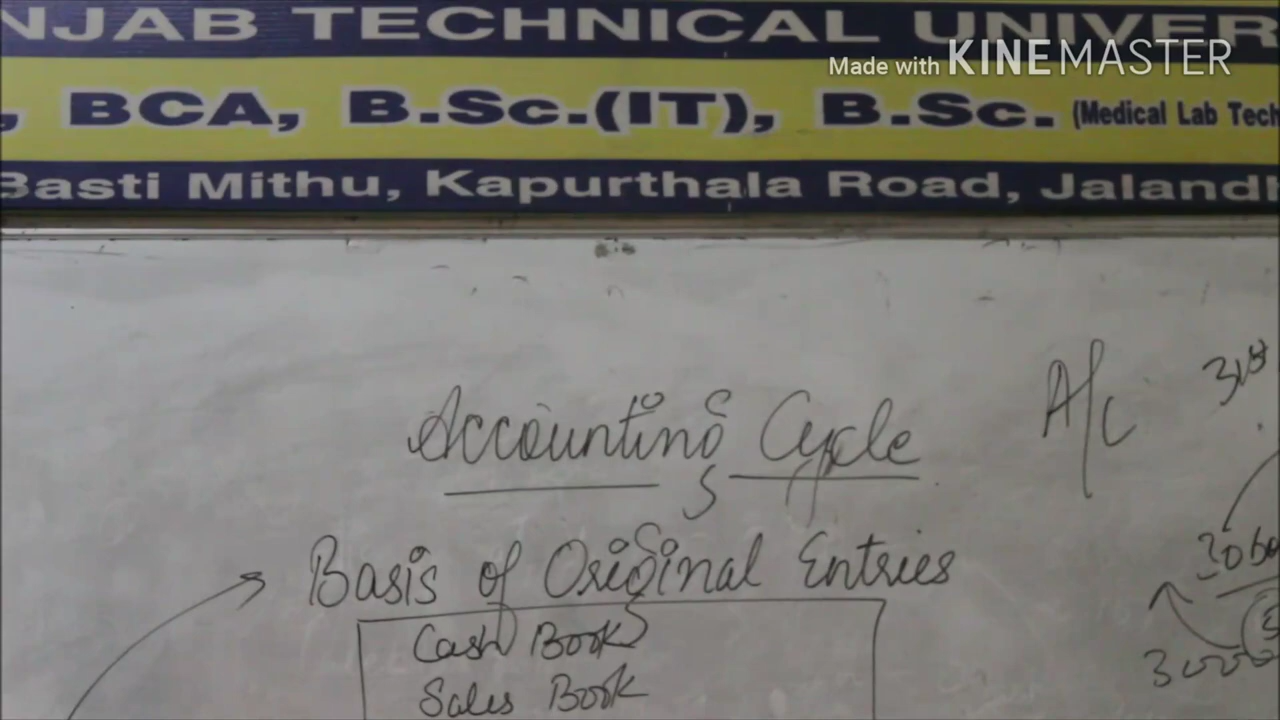 NJAB TECHNICAL UNIVER
Made with KINEMASTER
, BCA, B.Sc.(IT), B.Sc. (Medical Lab Tech
Basti Mithu, Kapurthala Road, Jalandh
Accounting Cycle
A/c
31st
Basis of Original Entries
Cash Book
Sales Book